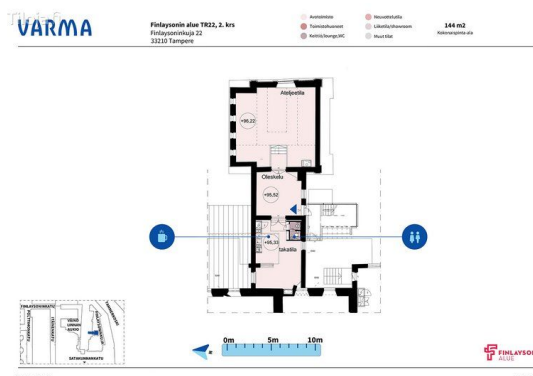 VARMA
Finlaysonin alue TR22, 2. krs
Finlaysoninkuja 22
33210 Tampere
Avotoimisto
Toimistohuoneet
Keittiö/lounge,WC
Neuvottelutila
Liiketila/showroom
Muut tilat
144 m2
Kokonaispinta-ala
Ateljeetila
+95,22
Oleskelu
+95,52
+95,33
takatila
FINLAYSONINKATU
SATAKUNNANKATU
0m
5m
10m
FINLAYSON
ALUE